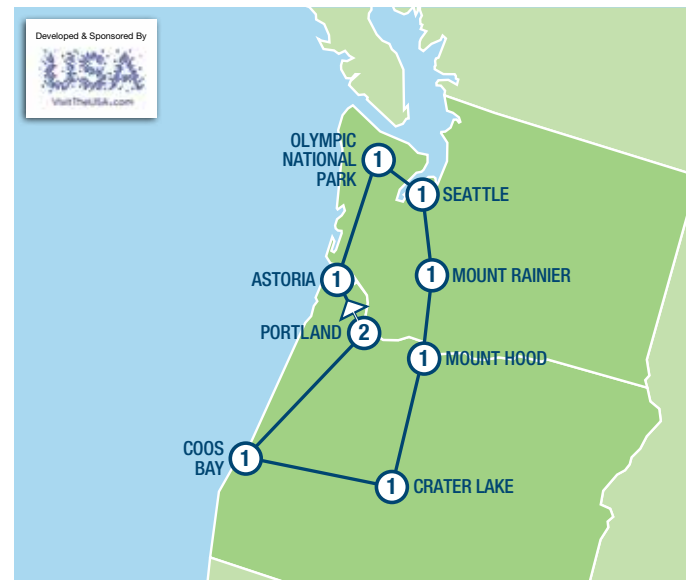 Developed & Sponsored By
USA
VisitTheUSA.com
OLYMPIC
NATIONAL
PARK
1
1
SEATTLE
ASTORIA
1
1
MOUNT RAINIER
PORTLAND
2
1
MOUNT HOOD
COOS
BAY
1
1
CRATER LAKE